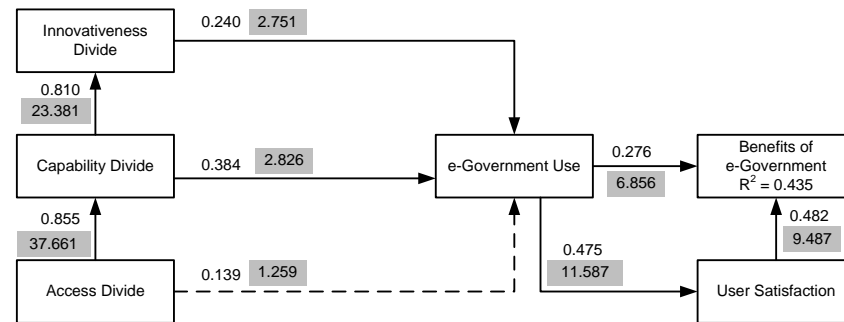 Innovativeness
Divide
0.240 2.751
0.810
23.381
Capability Divide
0.384 2.826
e-Government Use
0.276
6.856
Benefits of
e-Government
R² = 0.435
0.855
37.661
0.475
11.587
0.482
9.487
Access Divide
0.139 1.259
User Satisfaction